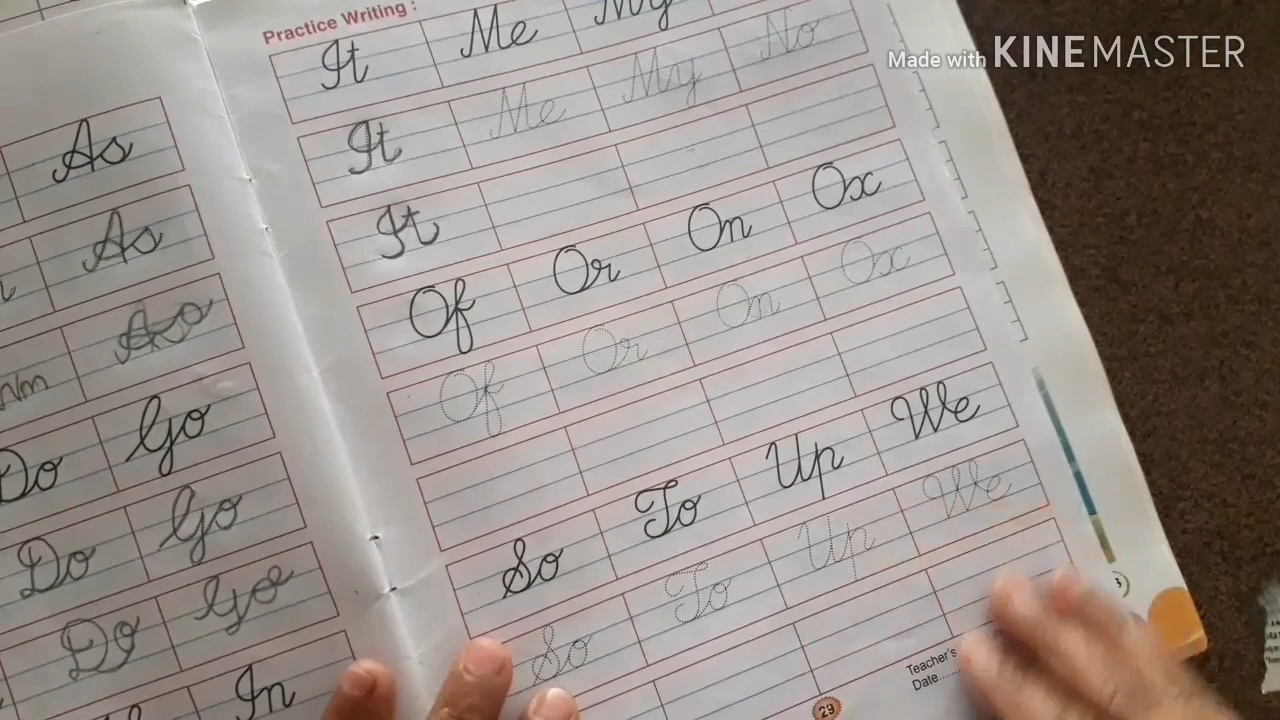 Made with KINEMASTER
As
As
As
Do Go
Do Go
Do Go
In
Practice Writing :
It Me My
It Me My No
It
Of Or On Ox
Of Or On Ox
So To Up We
So To Up We
Teacher's
Date......
29